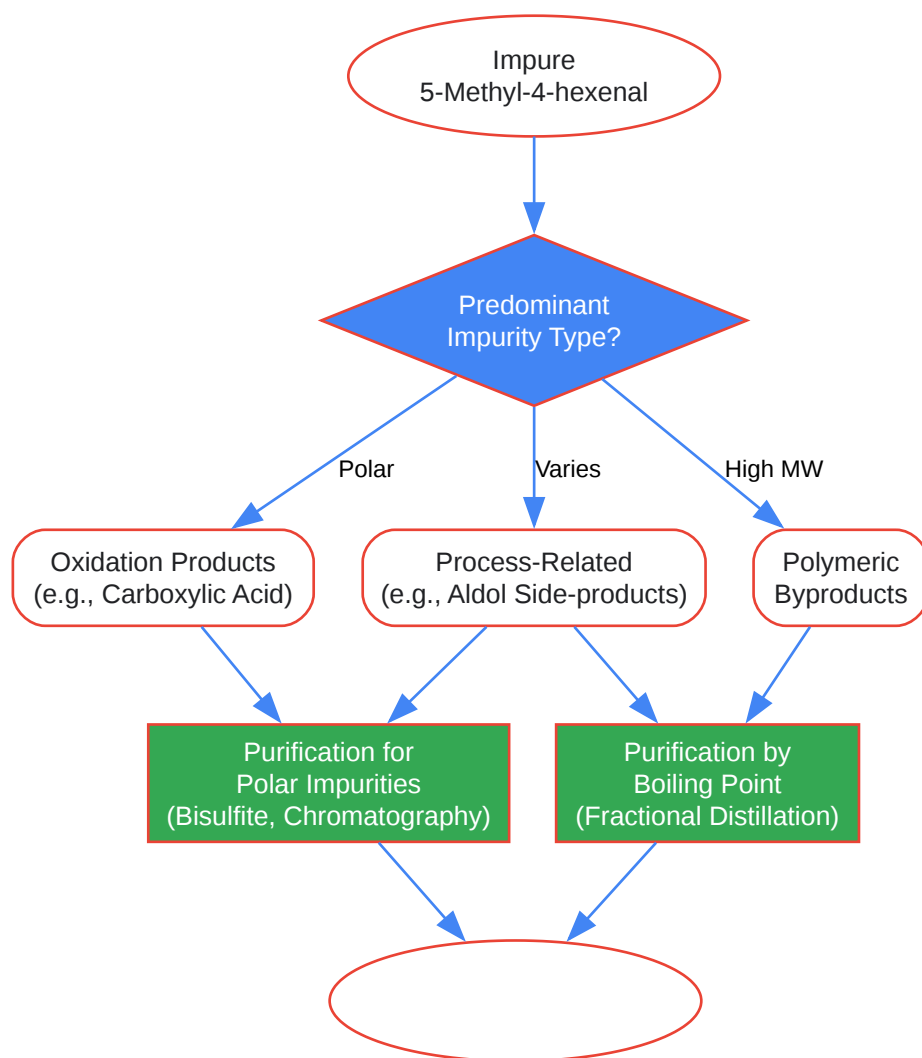 Impure
5-Methyl-4-hexenal
Predominant
Impurity Type?
Polar
Varies
High MW
Oxidation Products
(e.g., Carboxylic Acid)
Process-Related
(e.g., Aldol Side-products)
Polymeric
Byproducts
Purification for
Polar Impurities
(Bisulfite, Chromatography)
Purification by
Boiling Point
(Fractional Distillation)